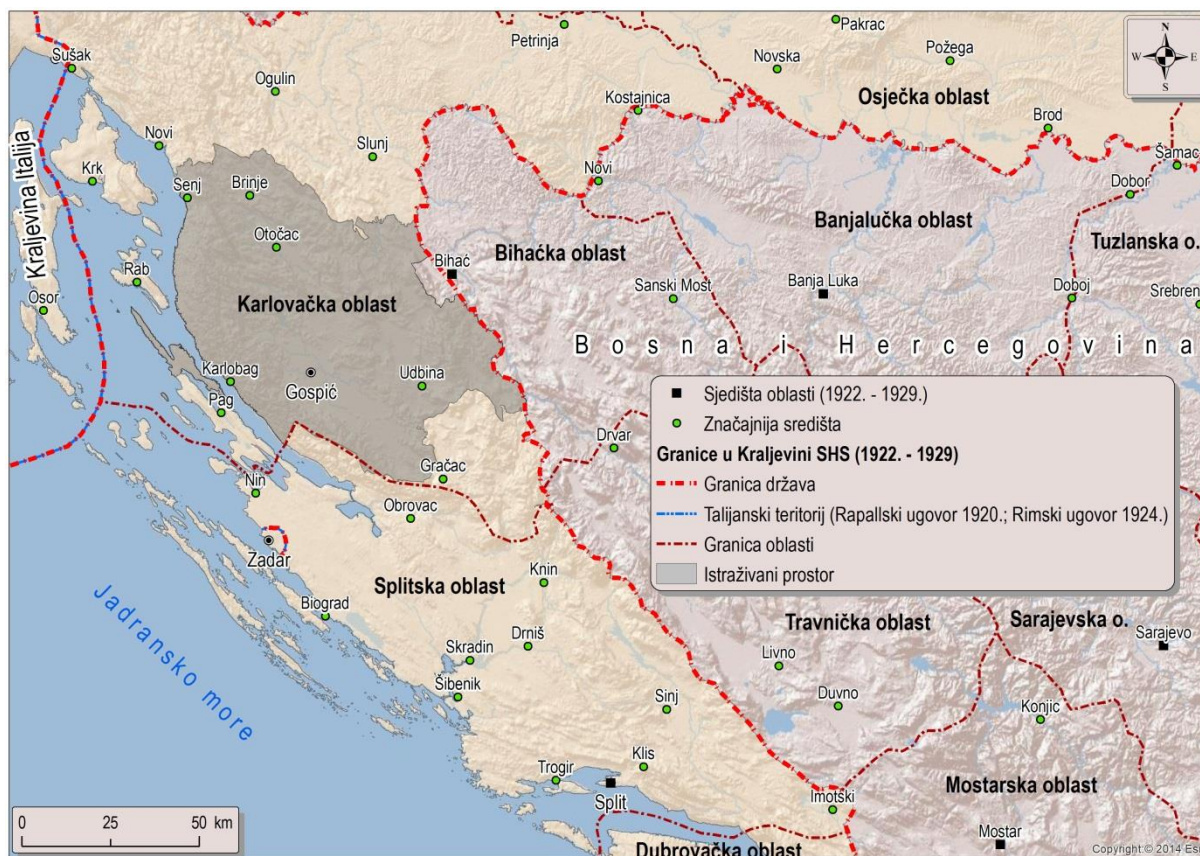 Pakrac
N
W E
S
Petrinja
Požega
Sušak
Novska
Ogulin
Kostajnica
Osječka oblast
Brod
Novi
Slunj
Šamac
Krk
Novi
Dobor
Senj
Brinje
Kraljevina Italija
Banjalučka oblast
Otočac
Bihaćka oblast
Tuzlanska o.
Bihać
Rab
Sanski Most
Banja Luka
Doboj
Srebren
Osor
Karlovačka oblast
Bosna i Hercegovina
Karlobag
Gospić
Udbina
Pag
Sjedišta oblasti (1922. - 1929.)
Značajnija središta
Granice u Kraljevini SHS (1922. - 1929)
Granica država
Talijanski teritorij (Rapallski ugovor 1920.; Rimski ugovor 1924.)
Granica oblasti
Istraživani prostor
Drvar
Gračac
Nin
Obrovac
Zadar
Knin
Splitska oblast
Biograd
Jadransko more
Drniš
Skradin
Šibenik
Travnička oblast
Sarajevska o.
Sarajevo
Livno
Sinj
Duvno
Konjic
Klis
Trogir
Split
Imotski
Mostarska oblast
0 25 50 km
Mostar
Dubrovačka oblast
Copyright:© 2014 Es